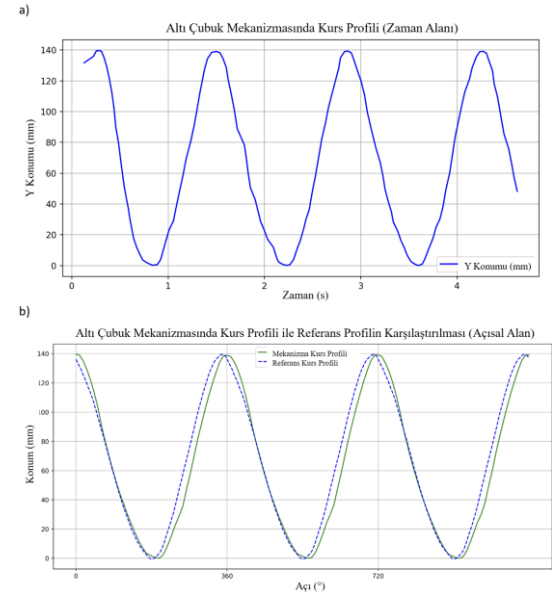 a)
Altı Çubuk Mekanizmasında Kurs Profili (Zaman Alanı)
140
120
100
80
60
40
20
0
Y Konumu (mm)
0 1 2 3 4
Zaman (s)
Y Konumu (mm)
b)
Altı Çubuk Mekanizmasında Kurs Profili ile Referans Profilin Karşılaştırılması (Açısal Alan)
Mekanizma Kurs Profili
Referans Kurs Profili
140
120
100
80
60
40
20
0
Konum (mm)
0 360 720
Açı (°)